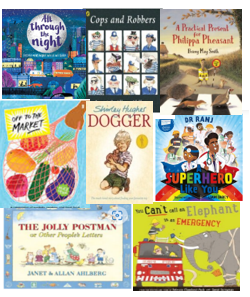 All
through
the
night
Cops and Robbers
A Practical Present
for
Philippa Pheasant
Briony May Smith
OFF TO THE
MARKET
Shirley Hughes
DOGGER
DR RANJ
A
SUPERHERO
Like You
THE JOLLY POSTMAN
or Other People's Letters
JANET & ALLAN AHLBERG
You Can't call an
Elephant
in an
EMERGENCY